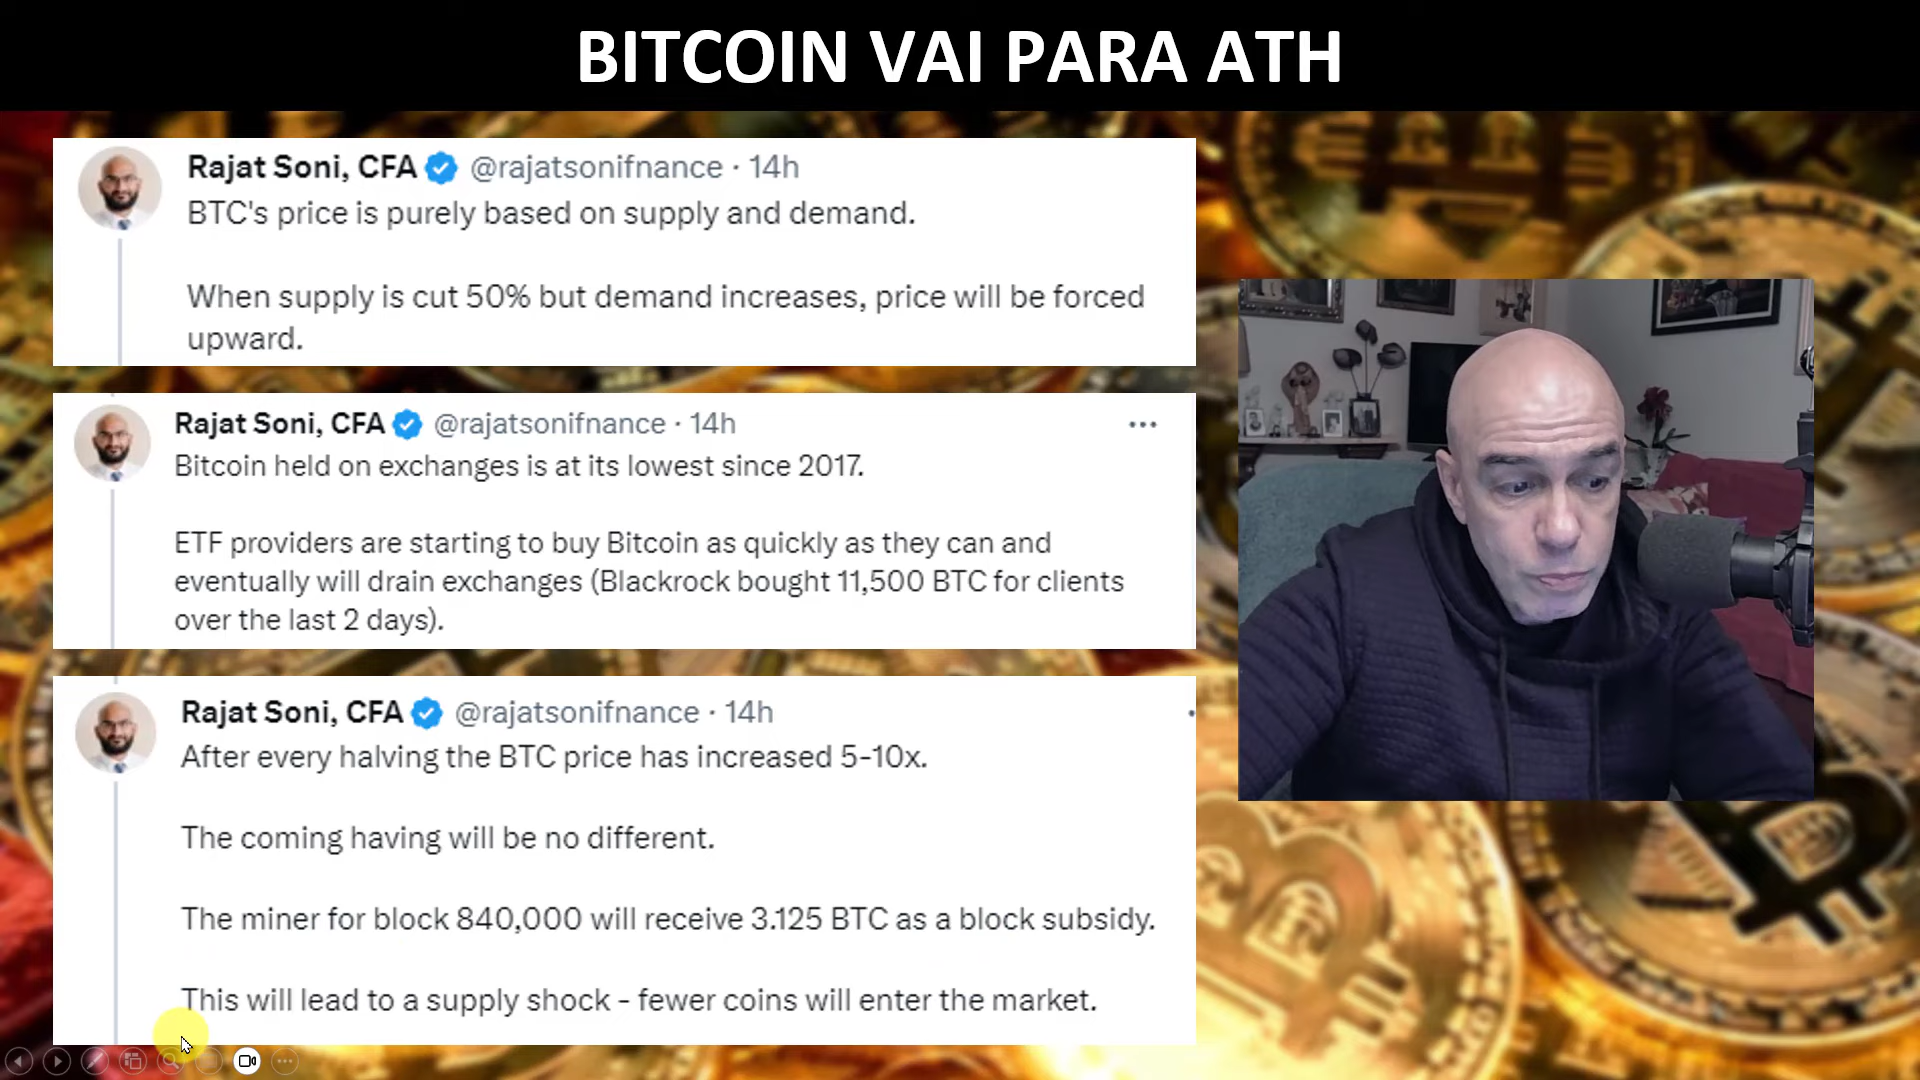 BITCOIN VAI PARA ATH
Rajat Soni, CFA @rajatsonifnance · 14h
BTC's price is purely based on supply and demand.
When supply is cut 50% but demand increases, price will be forced
upward.
Rajat Soni, CFA @rajatsonifnance · 14h
Bitcoin held on exchanges is at its lowest since 2017.
ETF providers are starting to buy Bitcoin as quickly as they can and
eventually will drain exchanges (Blackrock bought 11,500 BTC for clients
over the last 2 days).
Rajat Soni, CFA @rajatsonifnance · 14h
After every halving the BTC price has increased 5-10x.
The coming having will be no different.
The miner for block 840,000 will receive 3.125 BTC as a block subsidy.
This will lead to a supply shock - fewer coins will enter the market.